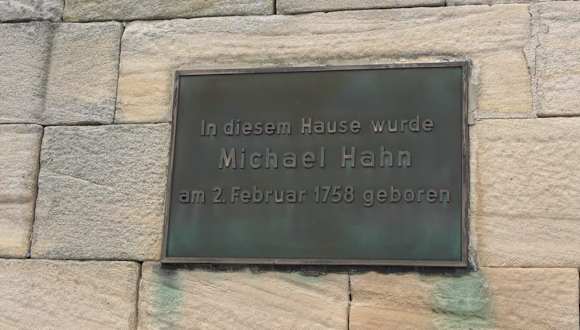 In diesem Hause wurde
Michael Hahn
am 2. Februar 1758 geboren